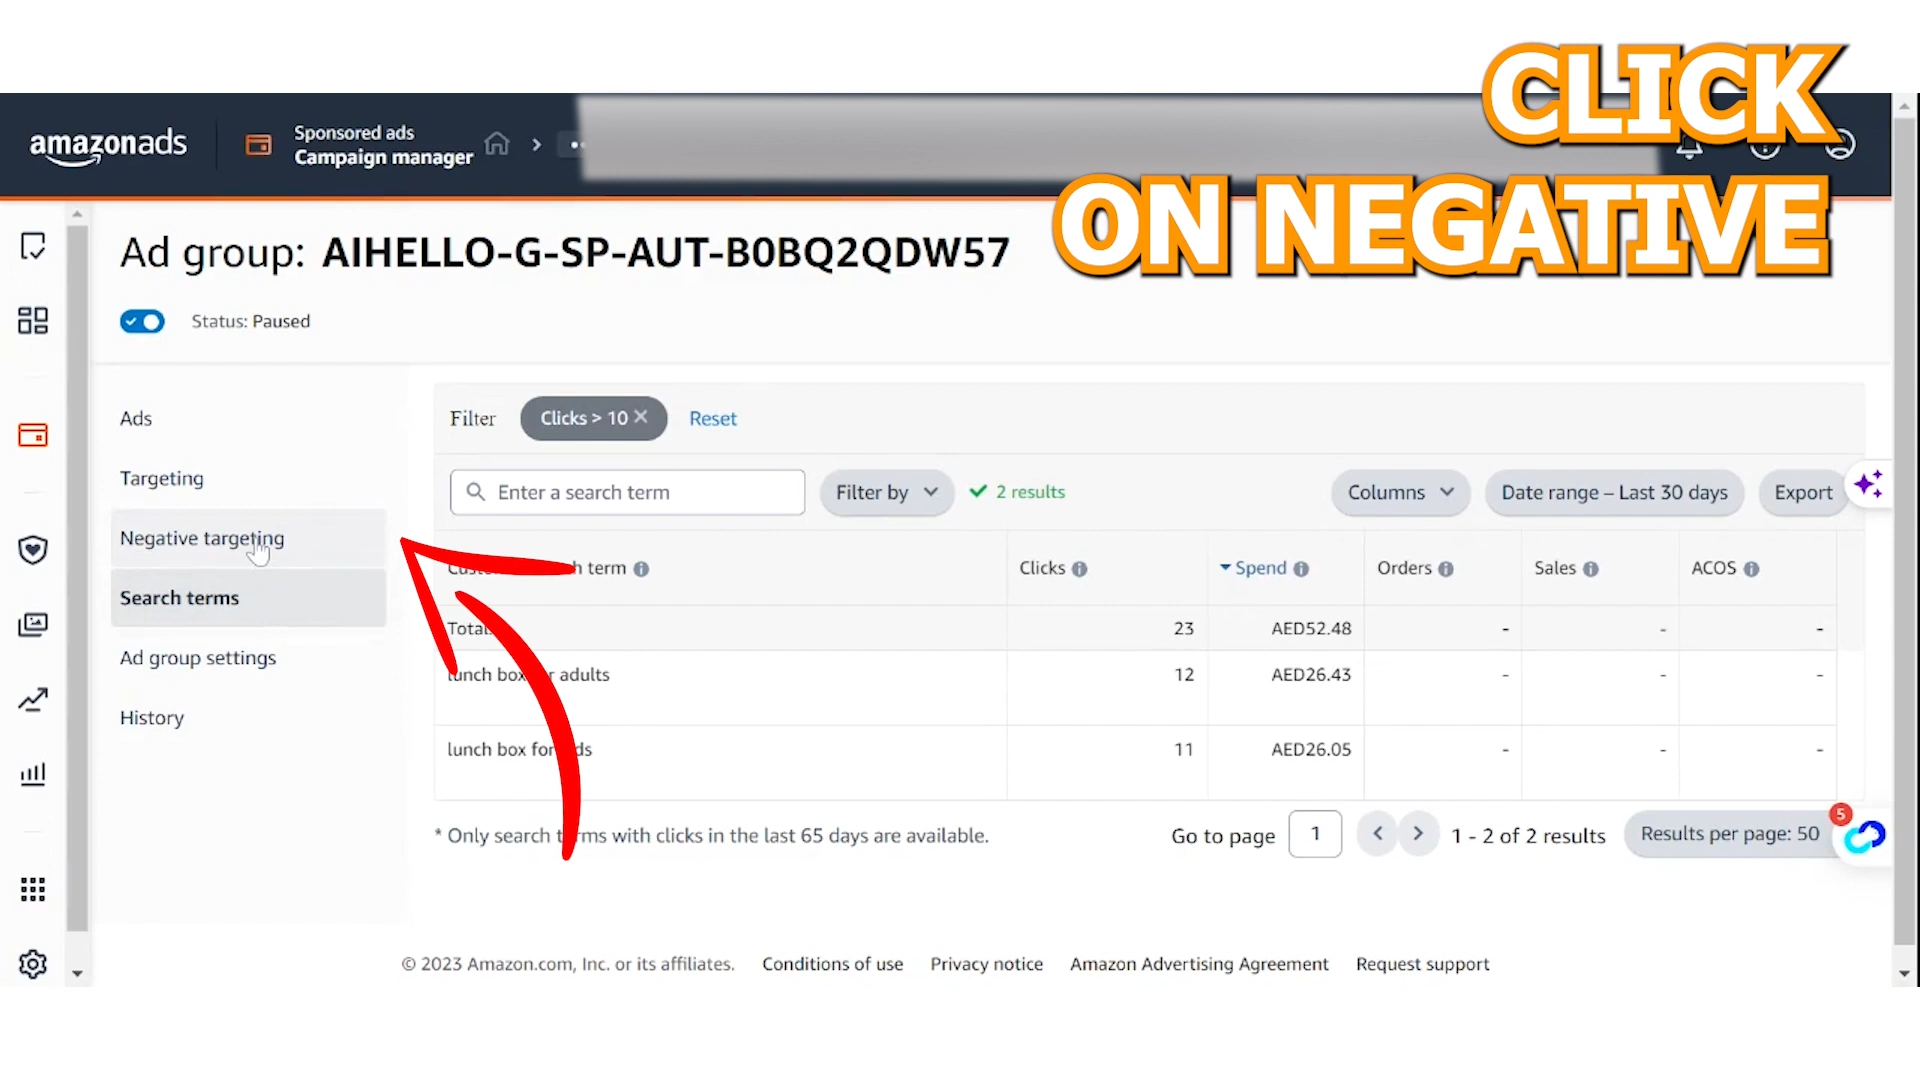 CLICK
ON NEGATIVE
amazonads
Sponsored ads
Campaign manager
Ad group: AIHELLO-G-SP-AUT-B0BQ2QDW57
Status: Paused
Ads
Targeting
Negative targeting
Search terms
Ad group settings
History
Filter Clicks > 10 Reset
Enter a search term Filter by 2 results Columns Date range – Last 30 days Export
term Clicks Spend Orders Sales ACOS
Total 23 AED52.48 - - -
lunch box adults 12 AED26.43 - - -
lunch box for 11 AED26.05 - - -
* Only search terms with clicks in the last 65 days are available.
Go to page 1 1 - 2 of 2 results Results per page: 50
5
© 2023 Amazon.com, Inc. or its affiliates. Conditions of use Privacy notice Amazon Advertising Agreement Request support